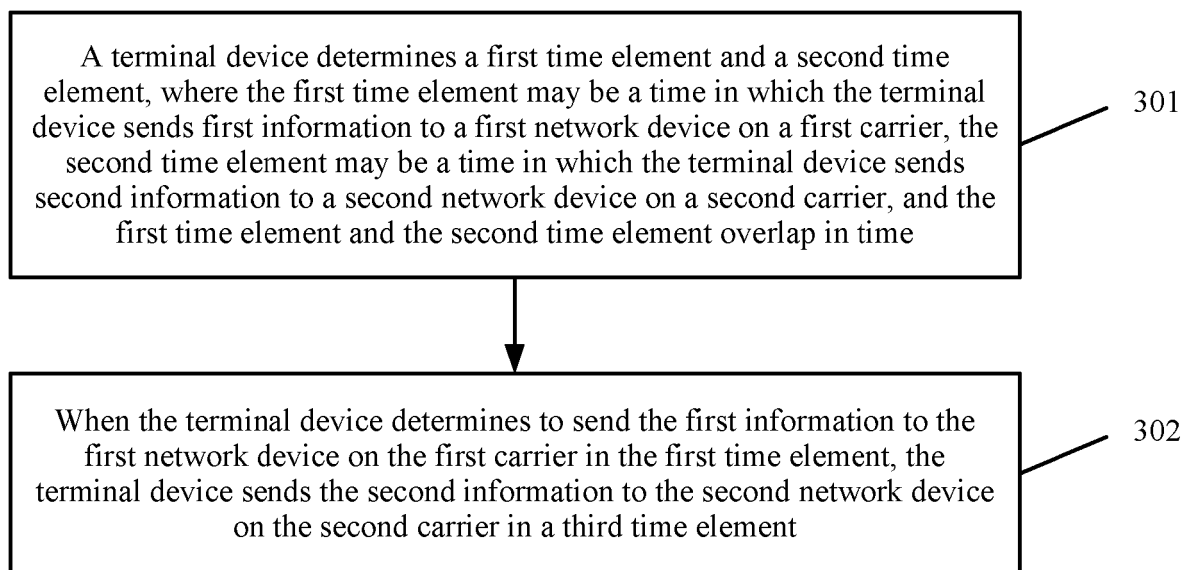 A terminal device determines a first time element and a second time
element, where the first time element may be a time in which the terminal
device sends first information to a first network device on a first carrier, the
second time element may be a time in which the terminal device sends
second information to a second network device on a second carrier, and the
first time element and the second time element overlap in time
301
When the terminal device determines to send the first information to the
first network device on the first carrier in the first time element, the
terminal device sends the second information to the second network device
on the second carrier in a third time element
302